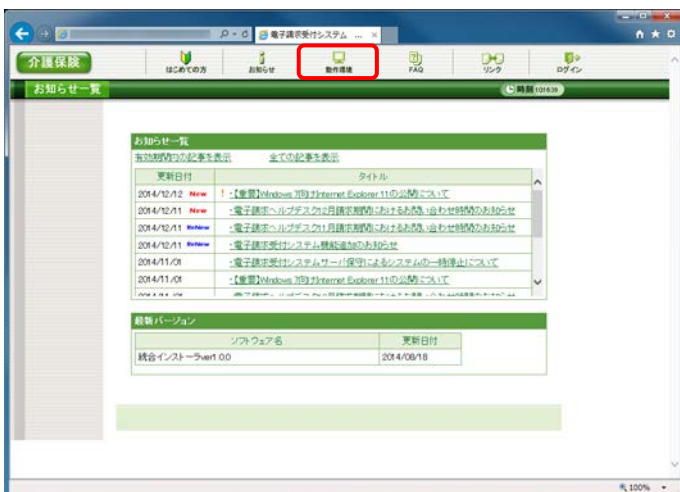 電子請求受付システム ...
介護保険
はじめての方
お知らせ
動作環境
FAQ
リンク
ログイン
お知らせ一覧
時刻 10:16:39
お知らせ一覧
有効期間内の記事を表示 全ての記事を表示
更新日付 タイトル
2014/12/12 New ! ・【重要】Windows 7向けInternet Explorer 11の公開について
2014/12/11 New ・電子請求ヘルプデスク12月請求期間におけるお問い合わせ時間のお知らせ
2014/12/11 ReNew ・電子請求ヘルプデスク11月請求期間におけるお問い合わせ時間のお知らせ
2014/12/11 ReNew ・電子請求受付システム機能追加のお知らせ
2014/11/01 ・電子請求受付システムサーバ保守によるシステムの一時停止について
2014/11/01 ・【重要】Windows 7向けInternet Explorer 11の公開について
最新バージョン
ソフトウェア名 更新日付
統合インストーラver1.0.0 2014/08/18
100%